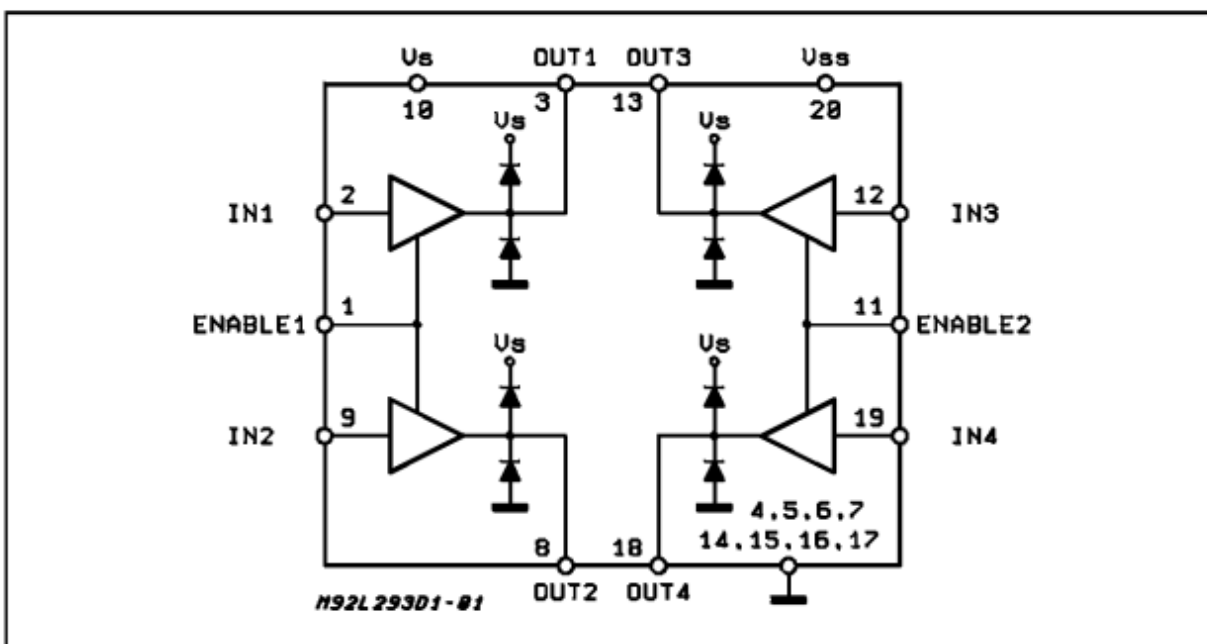 Vs OUT1 OUT3 Vss
10 3 13 20
Vs Vs
IN1 2 12 IN3
ENABLE1 1 11 ENABLE2
Vs Vs
IN2 9 19 IN4
4,5,6,7
8 18 14,15,16,17
M92L293D1-01 OUT2 OUT4